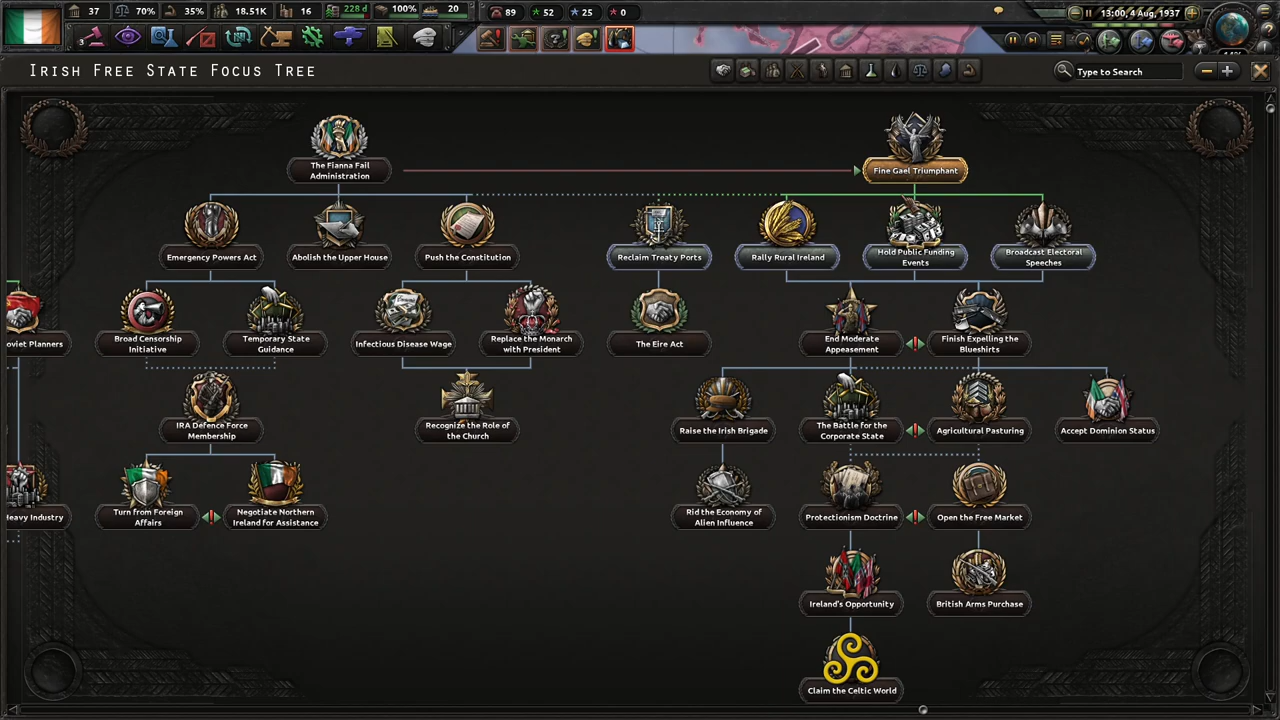 37
70%
35%
18.51K
16
228 d
100%
20
89
52
25
0
13:00, 4 Aug, 1937
3
Irish Free State Focus Tree
Type to Search
The Fianna Fail
Administration
Fine Gael Triumphant
Emergency Powers Act
Abolish the Upper House
Push the Constitution
Reclaim Treaty Ports
Rally Rural Ireland
Hold Public Funding
Events
Broadcast Electoral
Speeches
oviet Planners
Broad Censorship
Initiative
Temporary State
Guidance
Infectious Disease Wage
Replace the Monarch
with President
The Eire Act
End Moderate
Appeasement
Finish Expelling the
Blueshirts
IRA Defence Force
Membership
Recognize the Role of
the Church
Raise the Irish Brigade
The Battle for the
Corporate State
Agricultural Pasturing
Accept Dominion Status
Heavy Industry
Turn from Foreign
Affairs
Negotiate Northern
Ireland for Assistance
Rid the Economy of
Alien Influence
Protectionism Doctrine
Open the Free Market
Ireland's Opportunity
British Arms Purchase
Claim the Celtic World